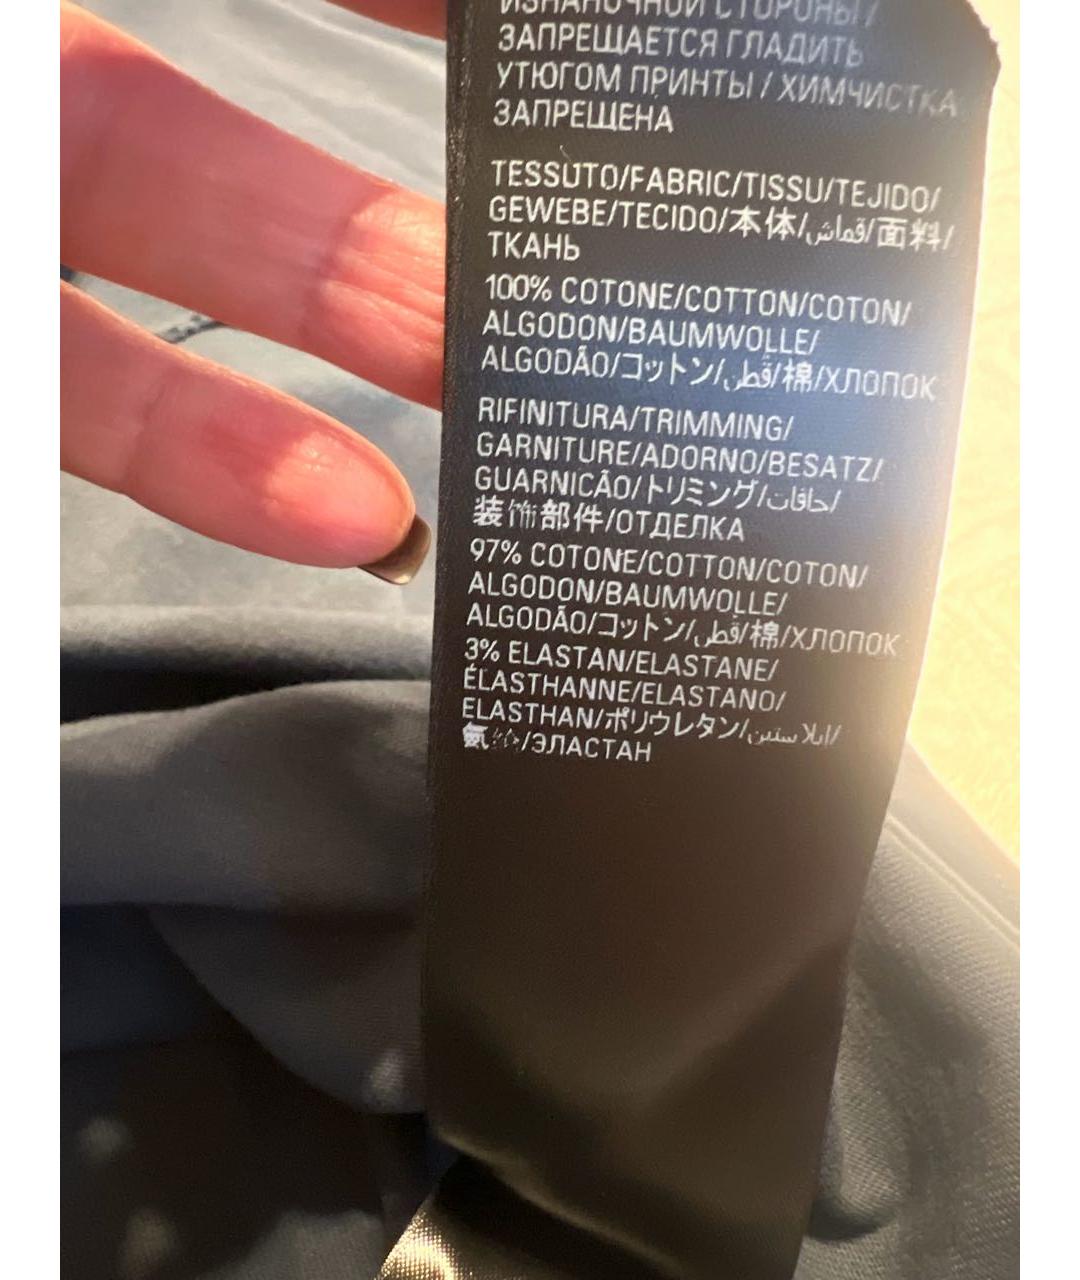 ИЗНАНОЧНОЙ СТОРОНЫ /
ЗАПРЕЩАЕТСЯ ГЛАДИТЬ
УТЮГОМ ПРИНТЫ / ХИМЧИСТКА
ЗАПРЕЩЕНА
TESSUTO/FABRIC/TISSU/TEJIDO/
GEWEBE/TECIDO/本体/قماش/面料/
ТКАНЬ
100% COTONE/COTTON/COTON/
ALGODON/BAUMWOLLE/
ALGODÃO/コットン/قطن/棉/ХЛОПОК
RIFINITURA/TRIMMING/
GARNITURE/ADORNO/BESATZ/
GUARNICÃO/トリミング/حافات/
装饰部件/ОТДЕЛКА
97% COTONE/COTTON/COTON/
ALGODON/BAUMWOLLE/
ALGODÃO/コットン/قطن/棉/ХЛОПОК
3% ELASTAN/ELASTANE/
ÉLASTHANNE/ELASTANO/
ELASTHAN/ポリウレタン/ايلاستين/
氨纶/ЭЛАСТАН